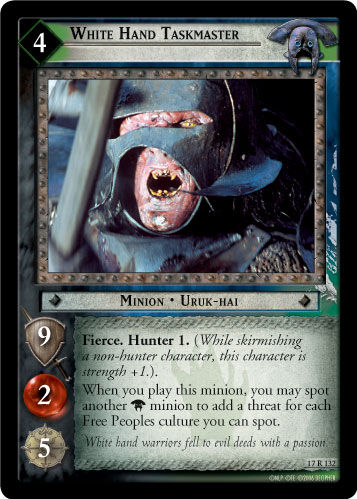 4
White Hand Taskmaster
Minion • Uruk-hai
9
Fierce. Hunter 1. (While skirmishing
a non-hunter character, this character is
strength +1.).
2
When you play this minion, you may spot
another minion to add a threat for each
Free Peoples culture you can spot.
5
White hand warriors fell to evil deeds with a passion.
17 R 132